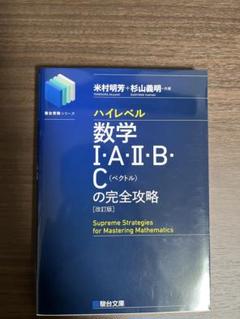 駿台受験シリーズ
米村明芳+杉山義明・共著
ハイレベル
数学
I・A・II・B・
C(ベクトル)
の完全攻略
[改訂版]
Supreme Strategies
for Mastering Mathematics
駿台文庫